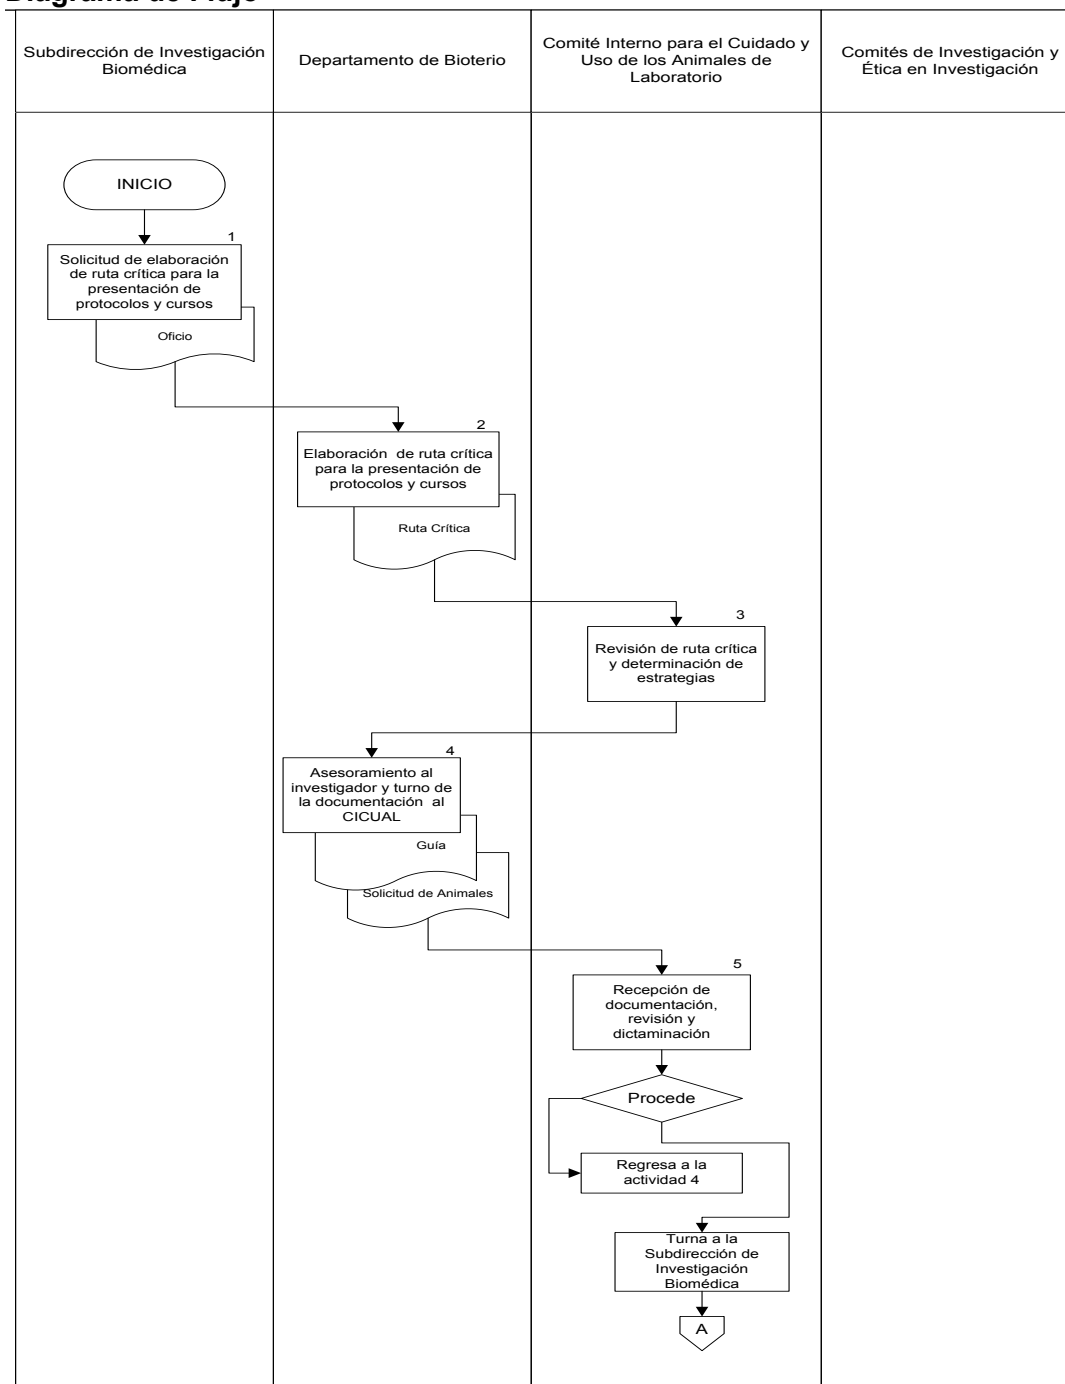 Diagrama de Flujo
Subdirección de Investigación
Biomédica
Departamento de Bioterio
Comité Interno para el Cuidado y
Uso de los Animales de
Laboratorio
Comités de Investigación y
Ética en Investigación
INICIO
1
Solicitud de elaboración
de ruta crítica para la
presentación de
protocolos y cursos
Oficio
2
Elaboración de ruta crítica
para la presentación de
protocolos y cursos
Ruta Crítica
3
Revisión de ruta crítica
y determinación de
estrategias
4
Asesoramiento al
investigador y turno de
la documentación al
CICUAL
Guía
Solicitud de Animales
5
Recepción de
documentación,
revisión y
dictaminación
Procede
Regresa a la
actividad 4
Turna a la
Subdirección de
Investigación
Biomédica
A